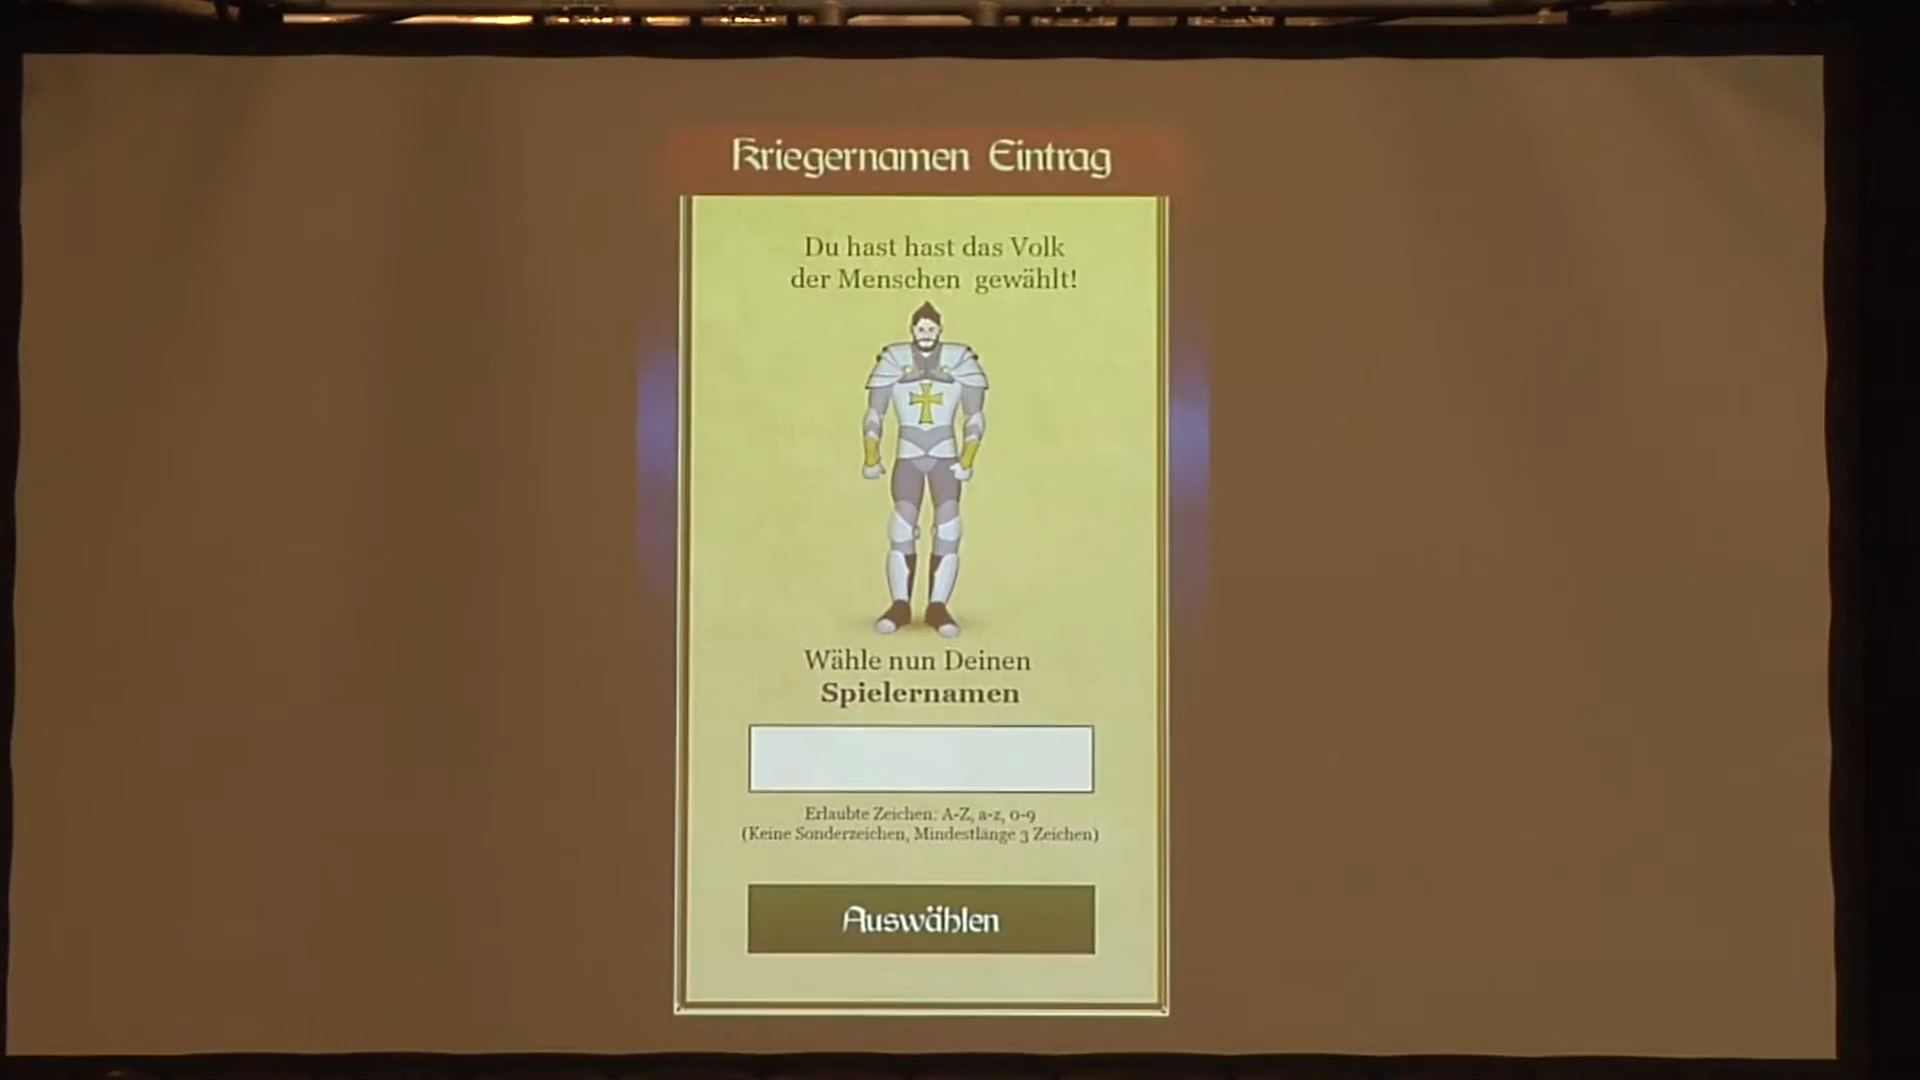 Kriegernamen Eintrag
Du hast hast das Volk
der Menschen gewählt!
Wähle nun Deinen
Spielernamen
Erlaubte Zeichen: A-Z, a-z, 0-9
(Keine Sonderzeichen, Mindestlänge 3 Zeichen)
Auswählen